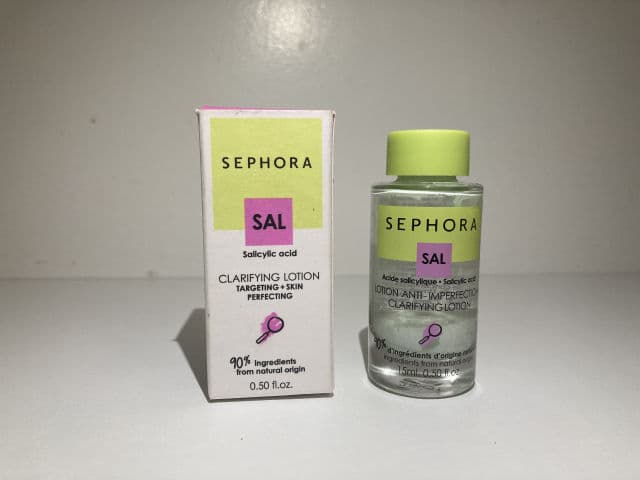 SEPHORA
SAL
Salicylic acid
CLARIFYING LOTION
TARGETING + SKIN
PERFECTING
90% ingredients
from natural origin
0.50 fl.oz.
SEPHORA
SAL
Acide salicylique • Salicylic acid
LOTION ANTI-IMPERFECTION
CLARIFYING LOTION
90% d'ingrédients d'origine
ingredients from natural origin
15ml. 0.50 fl.oz.